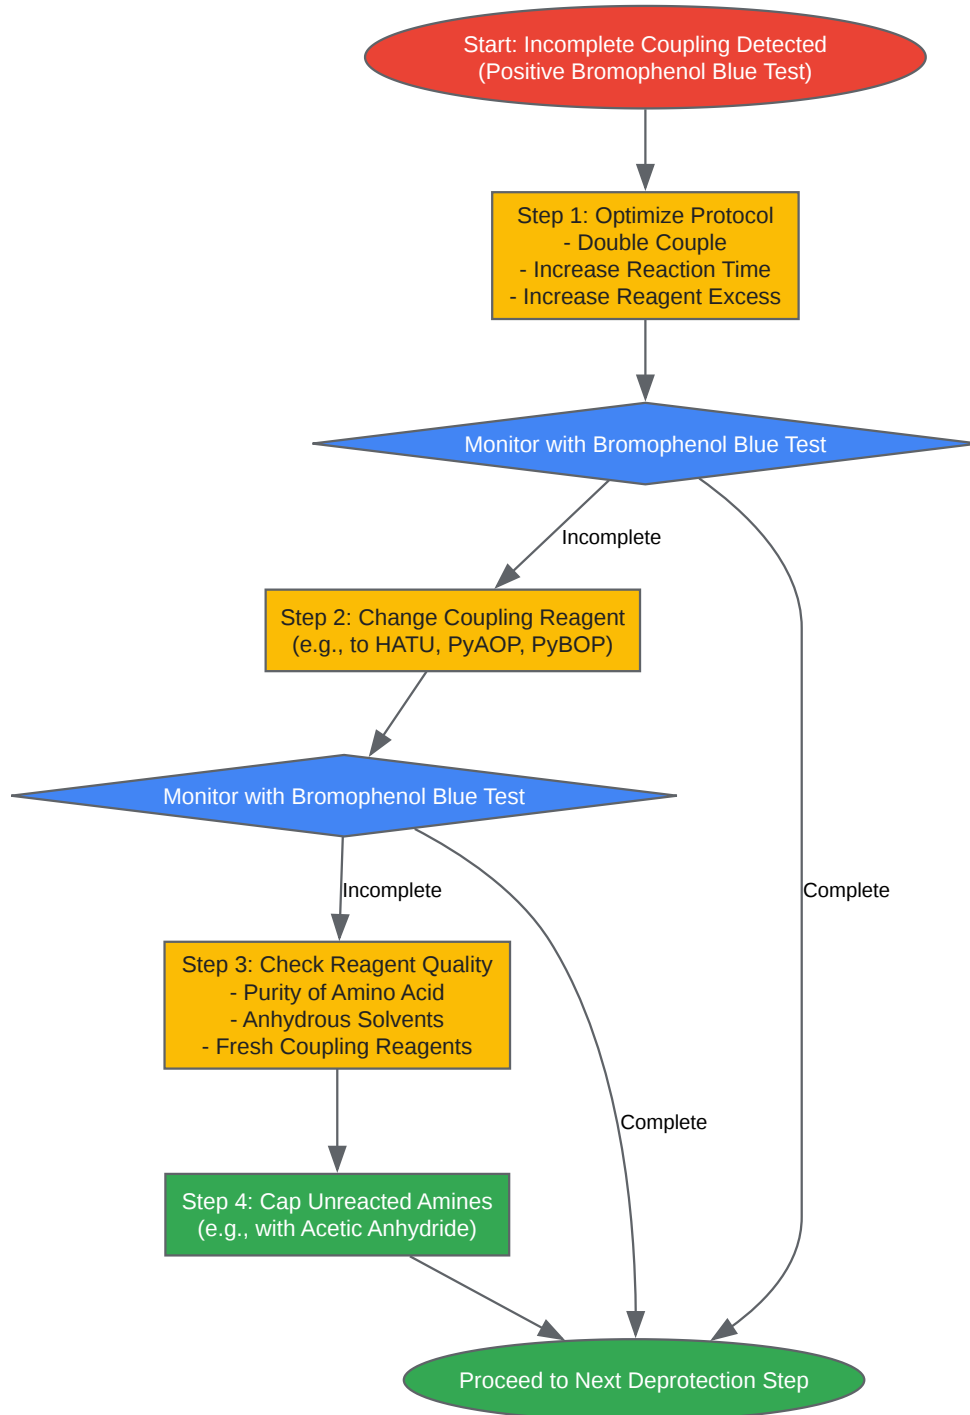 Start: Incomplete Coupling Detected
(Positive Bromophenol Blue Test)
Step 1: Optimize Protocol
- Double Couple
- Increase Reaction Time
- Increase Reagent Excess
Monitor with Bromophenol Blue Test
Incomplete
Step 2: Change Coupling Reagent
(e.g., to HATU, PyAOP, PyBOP)
Monitor with Bromophenol Blue Test
Incomplete
Complete
Step 3: Check Reagent Quality
- Purity of Amino Acid
- Anhydrous Solvents
- Fresh Coupling Reagents
Complete
Step 4: Cap Unreacted Amines
(e.g., with Acetic Anhydride)
Proceed to Next Deprotection Step